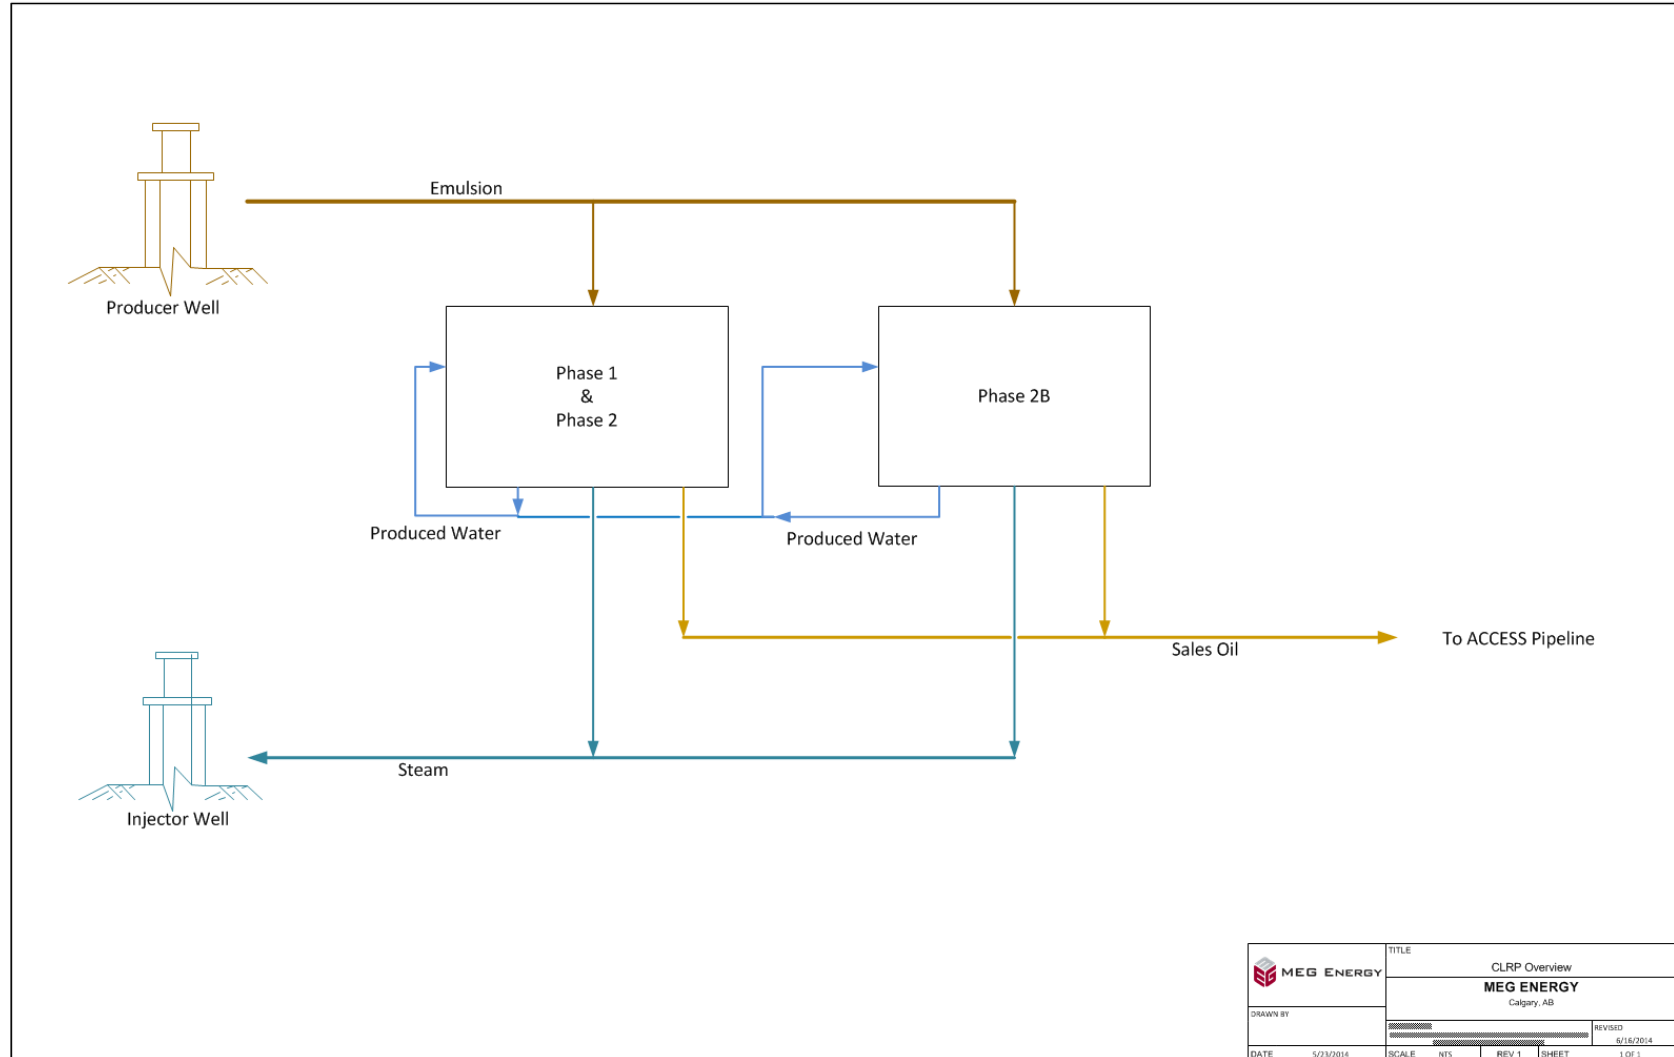 Emulsion
Producer Well
Phase 1
&
Phase 2
Phase 2B
Produced Water
Produced Water
Sales Oil
To ACCESS Pipeline
Steam
Injector Well
MEG ENERGY
TITLE
CLRP Overview
MEG ENERGY
Calgary, AB
DRAWN BY
REVISED
6/16/2014
DATE 5/23/2014 SCALE NTS REV 1 SHEET 1 OF 1